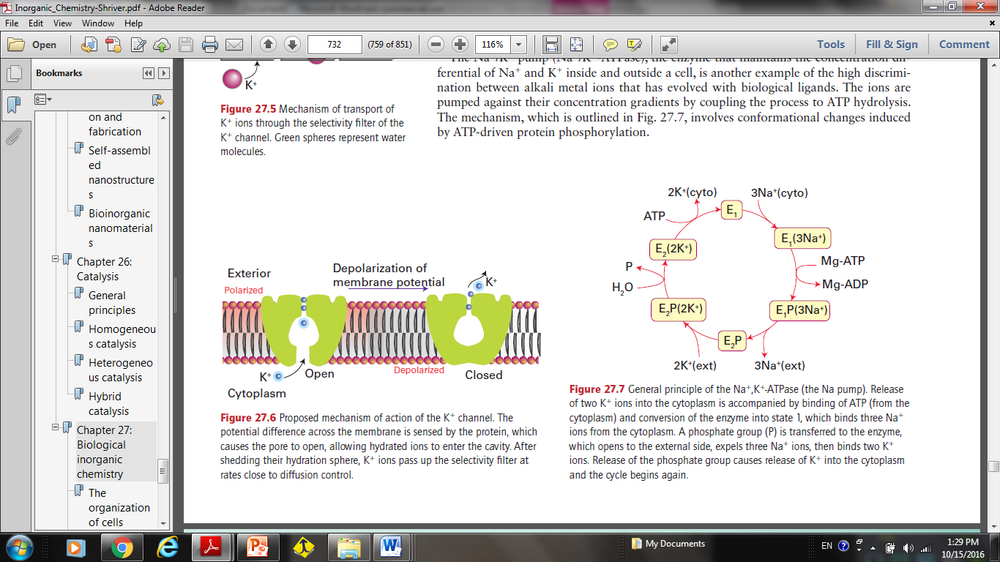 Inorganic_Chemistry-Shriver.pdf - Adobe Reader
File Edit View Window Help
Open 732 (759 of 851) 116% Tools Fill & Sign Comment
Bookmarks
on and
fabrication
Self-assembl
ed
nanostructure
s
Bioinorganic
nanomaterial
s
Chapter 26:
Catalysis
General
principles
Homogeneou
s catalysis
Heterogeneo
us catalysis
Hybrid
catalysis
Chapter 27:
Biological
inorganic
chemistry
The
organization
of cells
K⁺
Figure 27.5 Mechanism of transport of
K⁺ ions through the selectivity filter of the
K⁺ channel. Green spheres represent water
molecules.
the enzyme that maintains the concentration dif-
ferential of Na⁺ and K⁺ inside and outside a cell, is another example of the high discrimi-
nation between alkali metal ions that has evolved with biological ligands. The ions are
pumped against their concentration gradients by coupling the process to ATP hydrolysis.
The mechanism, which is outlined in Fig. 27.7, involves conformational changes induced
by ATP-driven protein phosphorylation.
Exterior
Polarized
Depolarization of
membrane potential
K⁺
K⁺
Open
Depolarized
Closed
Cytoplasm
Figure 27.6 Proposed mechanism of action of the K⁺ channel. The
potential difference across the membrane is sensed by the protein, which
causes the pore to open, allowing hydrated ions to enter the cavity. After
shedding their hydration sphere, K⁺ ions pass up the selectivity filter at
rates close to diffusion control.
2K⁺(cyto) 3Na⁺(cyto)
ATP
E₁
E₁(3Na⁺)
E₂(2K⁺)
Mg-ATP
P
Mg-ADP
H₂O
E₂P(2K⁺)
E₁P(3Na⁺)
E₂P
2K⁺(ext) 3Na⁺(ext)
Figure 27.7 General principle of the Na⁺,K⁺-ATPase (the Na pump). Release
of two K⁺ ions into the cytoplasm is accompanied by binding of ATP (from the
cytoplasm) and conversion of the enzyme into state 1, which binds three Na⁺
ions from the cytoplasm. A phosphate group (P) is transferred to the enzyme,
which opens to the external side, expels three Na⁺ ions, then binds two K⁺
ions. Release of the phosphate group causes release of K⁺ into the cytoplasm
and the cycle begins again.
My Documents
EN
1:29 PM
10/15/2016